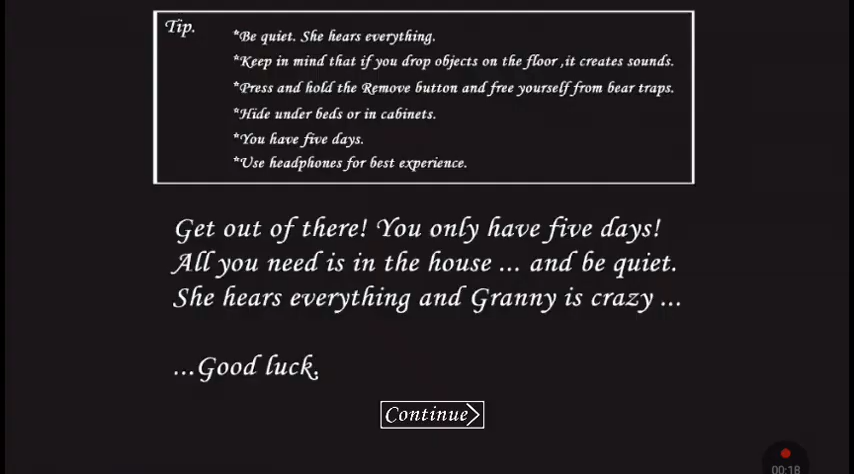 Tip.
*Be quiet. She hears everything.
*Keep in mind that if you drop objects on the floor ,it creates sounds.
*Press and hold the Remove button and free yourself from bear traps.
*Hide under beds or in cabinets.
*You have five days.
*Use headphones for best experience.
Get out of there! You only have five days!
All you need is in the house ... and be quiet.
She hears everything and Granny is crazy ...
...Good luck.
Continue
00:18